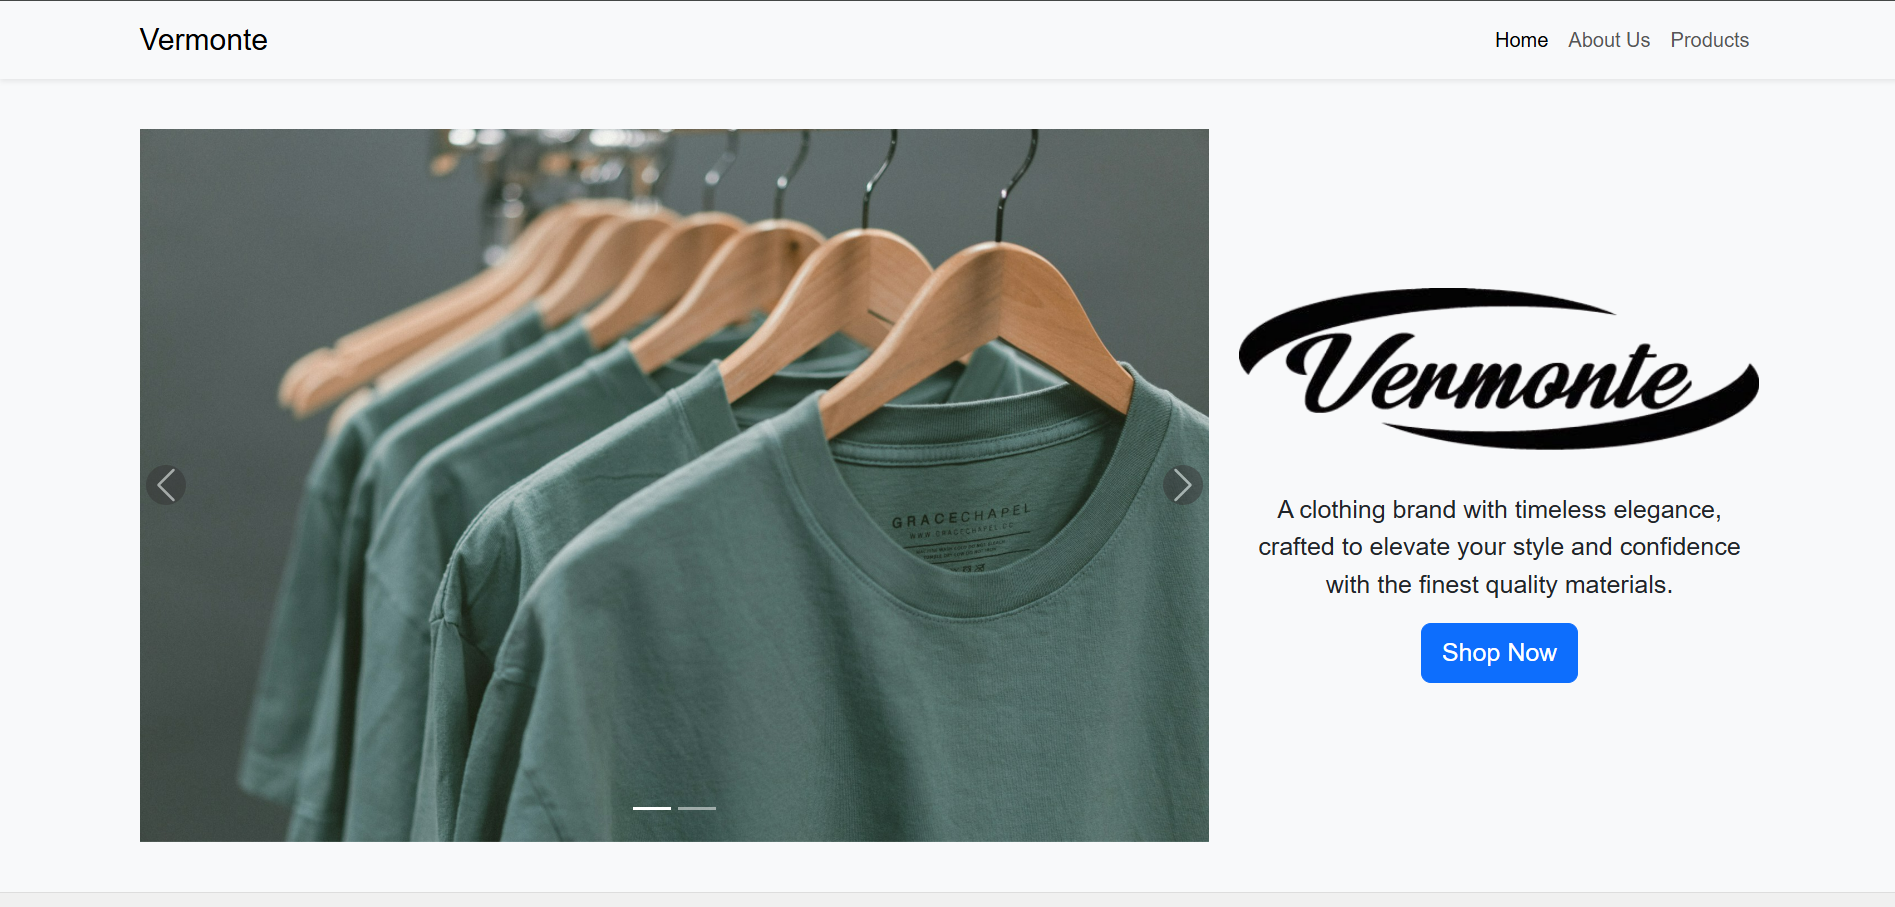 Vermonte
Home About Us Products
GRACECHAPEL
WWW.GRACECHAPEL.CO
Vermonte
A clothing brand with timeless elegance,
crafted to elevate your style and confidence
with the finest quality materials.
Shop Now